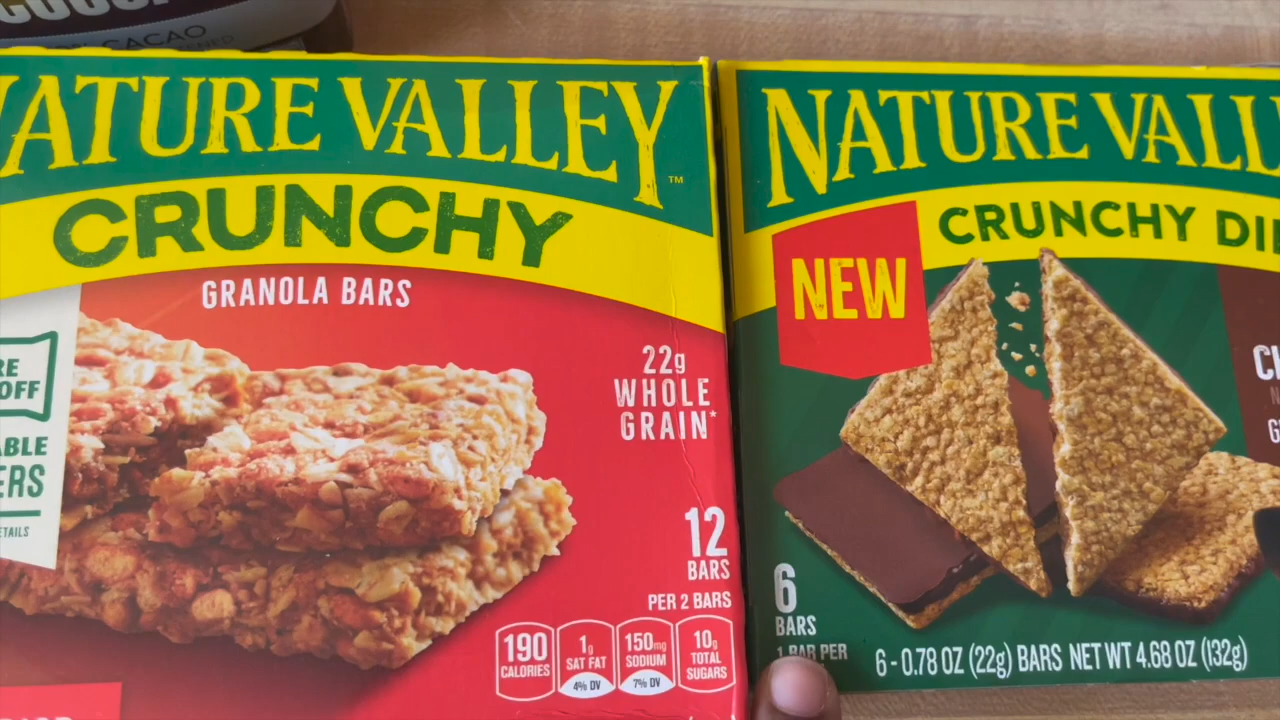 CACAO
NATURE VALLEY™
CRUNCHY
GRANOLA BARS
OFF
22g
WHOLE
GRAIN*
12
BARS
PER 2 BARS
190
CALORIES
1g
SAT FAT
4% DV
150mg
SODIUM
7% DV
10g
TOTAL
SUGARS
NATURE VALL
CRUNCHY DI
NEW
6
BARS
1 BAR PER
6 - 0.78 OZ (22g) BARS NET WT 4.68 OZ (132g)